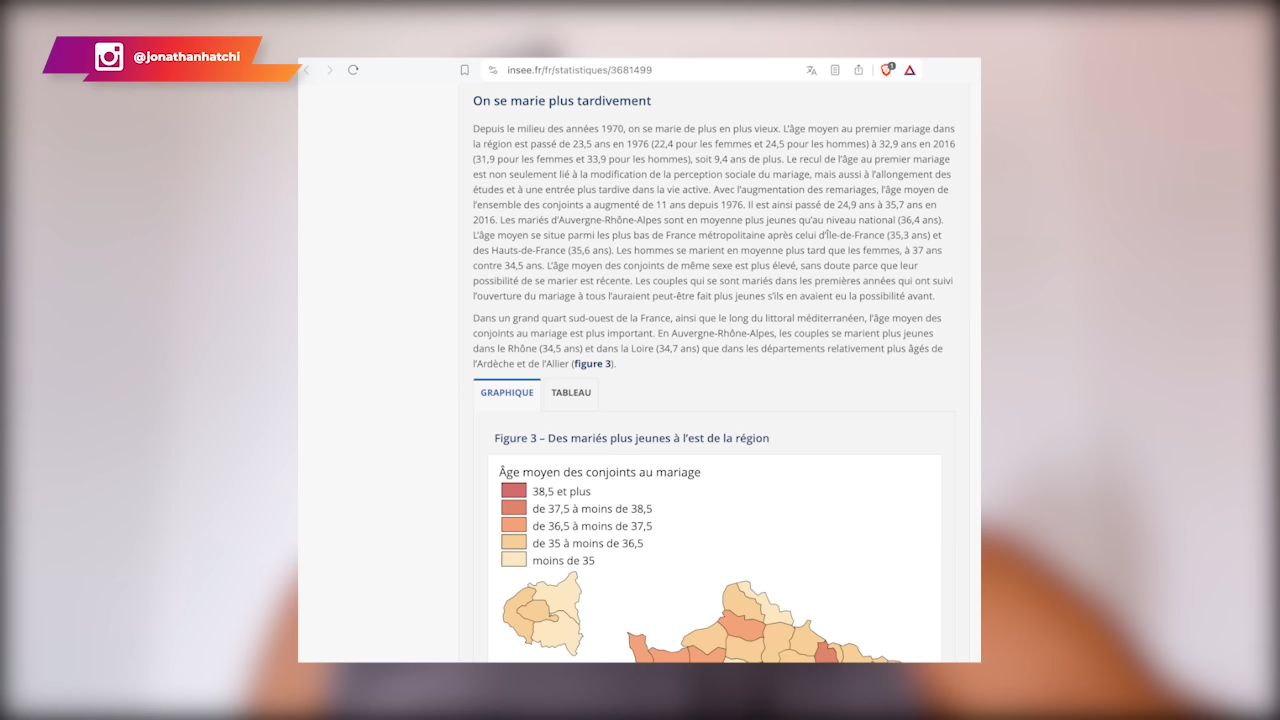 @jonathanhatchi
insee.fr/fr/statistiques/3681499
1
On se marie plus tardivement
Depuis le milieu des années 1970, on se marie de plus en plus vieux. L'âge moyen au premier mariage dans
la région est passé de 23,5 ans en 1976 (22,4 pour les femmes et 24,5 pour les hommes) à 32,9 ans en 2016
(31,9 pour les femmes et 33,9 pour les hommes), soit 9,4 ans de plus. Le recul de l'âge au premier mariage
est non seulement lié à la modification de la perception sociale du mariage, mais aussi à l'allongement des
études et à une entrée plus tardive dans la vie active. Avec l'augmentation des remariages, l'âge moyen de
l'ensemble des conjoints a augmenté de 11 ans depuis 1976. Il est ainsi passé de 24,9 ans à 35,7 ans en
2016. Les mariés d'Auvergne-Rhône-Alpes sont en moyenne plus jeunes qu'au niveau national (36,4 ans).
L'âge moyen se situe parmi les plus bas de France métropolitaine après celui d'Île-de-France (35,3 ans) et
des Hauts-de-France (35,6 ans). Les hommes se marient en moyenne plus tard que les femmes, à 37 ans
contre 34,5 ans. L'âge moyen des conjoints de même sexe est plus élevé, sans doute parce que leur
possibilité de se marier est récente. Les couples qui se sont mariés dans les premières années qui ont suivi
l'ouverture du mariage à tous l'auraient peut-être fait plus jeunes s'ils en avaient eu la possibilité avant.
Dans un grand quart sud-ouest de la France, ainsi que le long du littoral méditerranéen, l'âge moyen des
conjoints au mariage est plus important. En Auvergne-Rhône-Alpes, les couples se marient plus jeunes
dans le Rhône (34,5 ans) et dans la Loire (34,7 ans) que dans les départements relativement plus âgés de
l'Ardèche et de l'Allier (figure 3).
GRAPHIQUE TABLEAU
Figure 3 – Des mariés plus jeunes à l'est de la région
Âge moyen des conjoints au mariage
38,5 et plus
de 37,5 à moins de 38,5
de 36,5 à moins de 37,5
de 35 à moins de 36,5
moins de 35